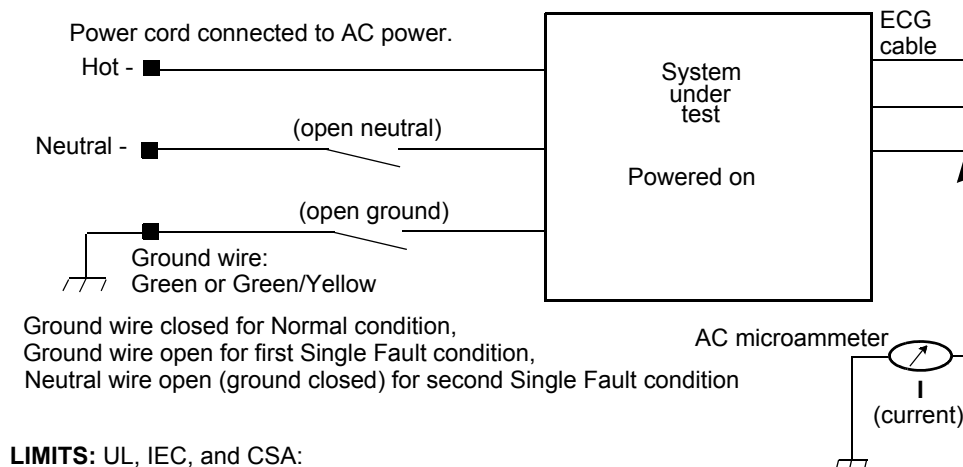 Power cord connected to AC power.
Hot -
ECG
cable
System
under
test
(open neutral)
Neutral -
Powered on
(open ground)
Ground wire:
Green or Green/Yellow
Ground wire closed for Normal condition,
Ground wire open for first Single Fault condition,
Neutral wire open (ground closed) for second Single Fault condition
AC microammeter
I
(current)
LIMITS: UL, IEC, and CSA: